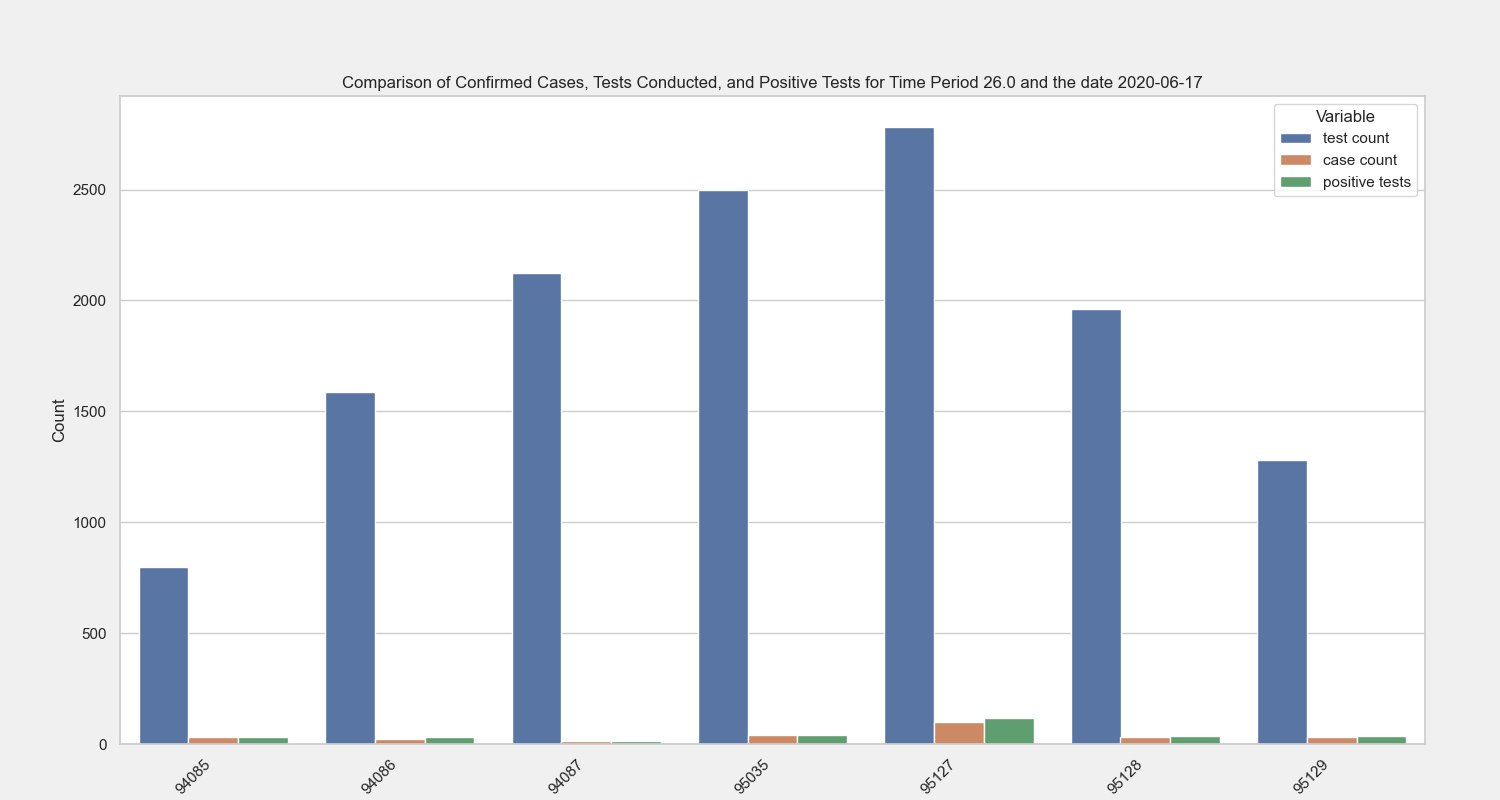 Comparison of Confirmed Cases, Tests Conducted, and Positive Tests for Time Period 26.0 and the date 2020-06-17
Variable
test count
case count
positive tests
Count
2500
2000
1500
1000
500
0
94085
94086
94087
95035
95127
95128
95129